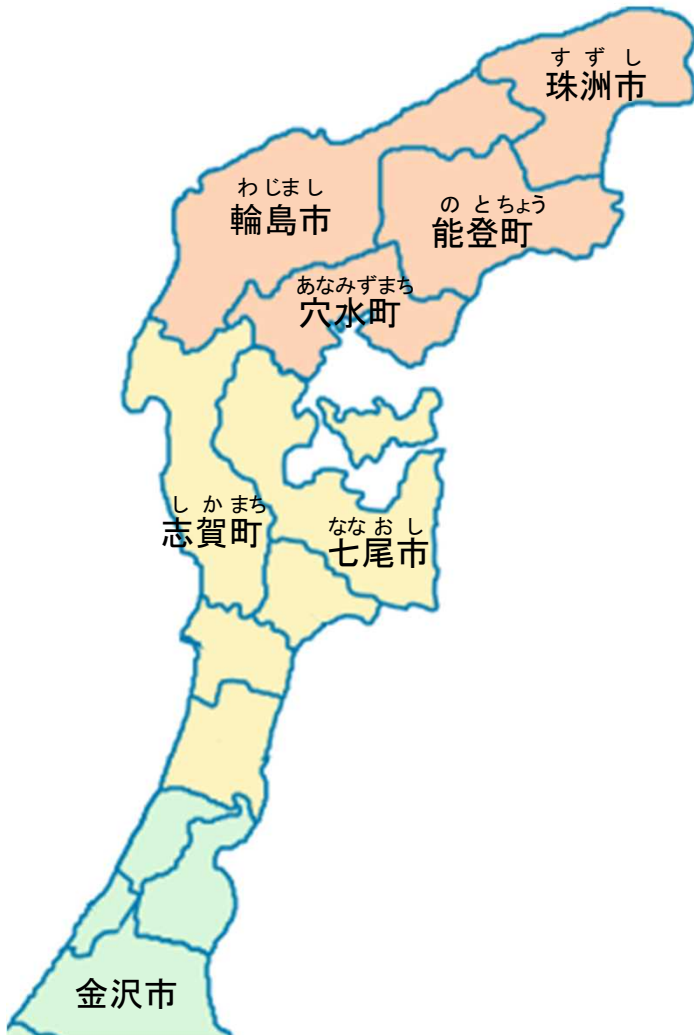 すずし
珠洲市
わじまし
輪島市
のとちょう
能登町
あなみずまち
穴水町
しかまち
志賀町
ななおし
七尾市
金沢市